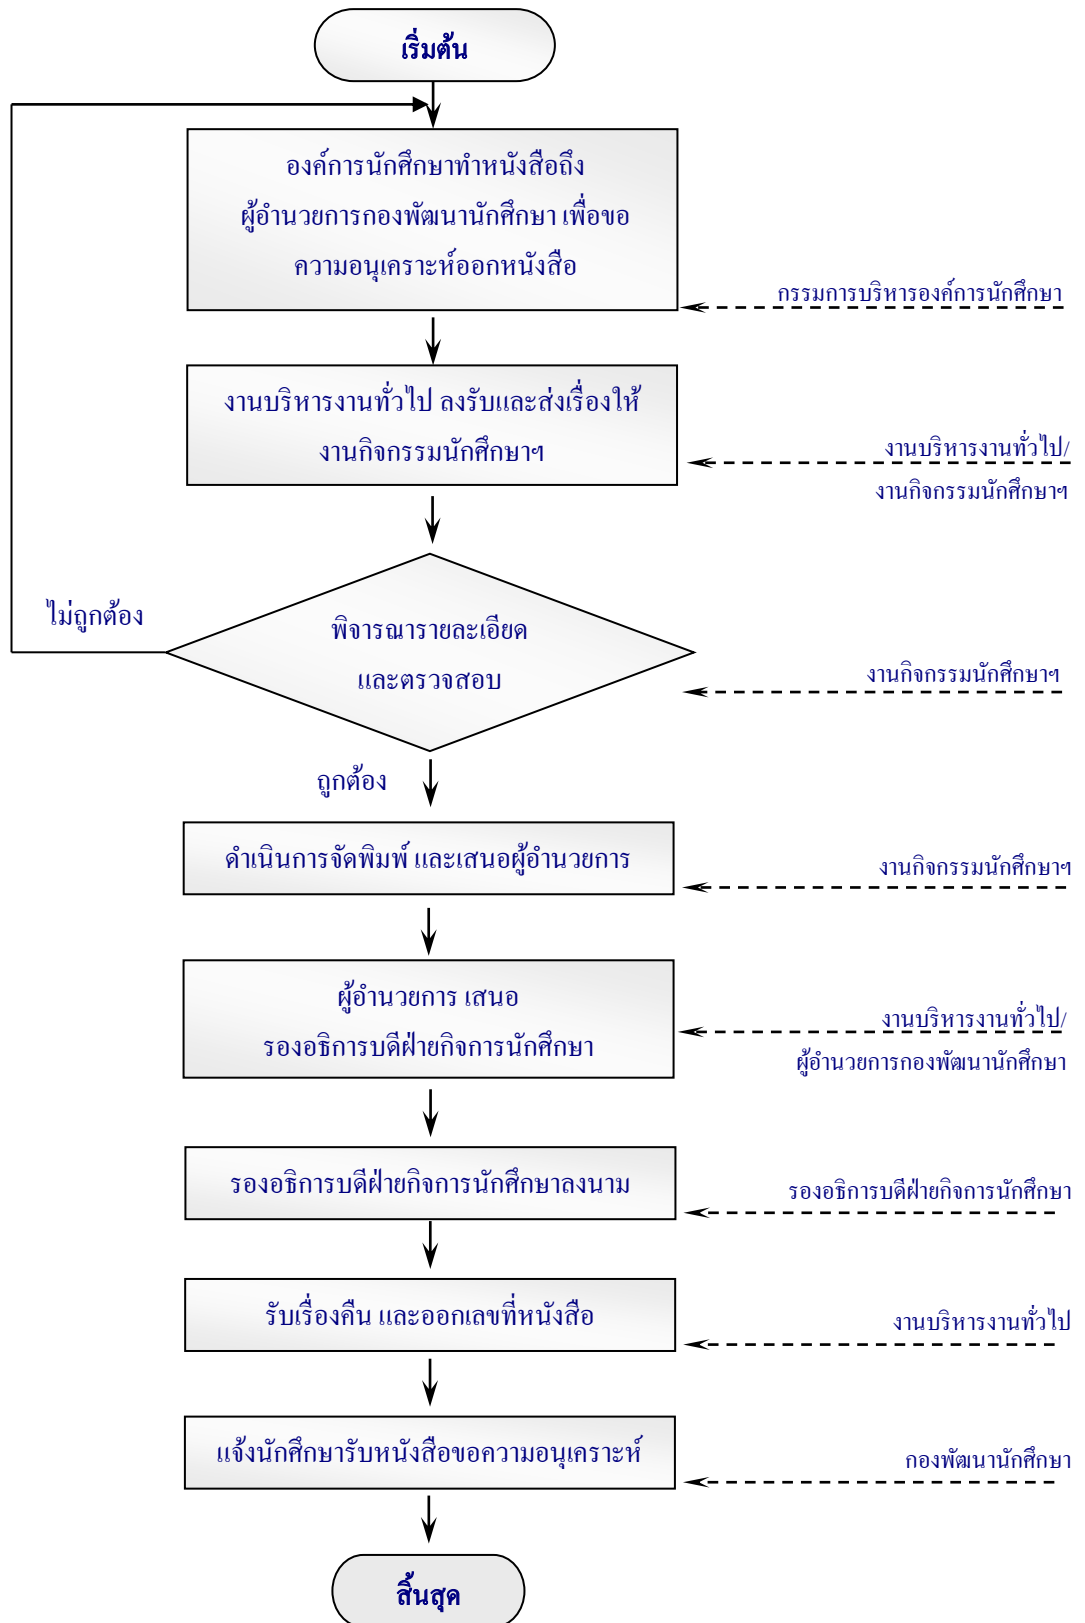 เริ่มต้น
องค์การนักศึกษาทำหนังสือถึง
ผู้อำนวยการกองพัฒนานักศึกษา เพื่อขอ
ความอนุเคราะห์ออกหนังสือ
กรรมการบริหารองค์การนักศึกษา
งานบริหารงานทั่วไป ลงรับและส่งเรื่องให้
งานกิจกรรมนักศึกษาฯ
งานบริหารงานทั่วไป/
งานกิจกรรมนักศึกษาฯ
ไม่ถูกต้อง
พิจารณารายละเอียด
และตรวจสอบ
งานกิจกรรมนักศึกษาฯ
ถูกต้อง
ดำเนินการจัดพิมพ์ และเสนอผู้อำนวยการ
งานกิจกรรมนักศึกษาฯ
ผู้อำนวยการ เสนอ
รองอธิการบดีฝ่ายกิจการนักศึกษา
งานบริหารงานทั่วไป/
ผู้อำนวยการกองพัฒนานักศึกษา
รองอธิการบดีฝ่ายกิจการนักศึกษาลงนาม
รองอธิการบดีฝ่ายกิจการนักศึกษา
รับเรื่องคืน และออกเลขที่หนังสือ
งานบริหารงานทั่วไป
แจ้งนักศึกษารับหนังสือขอความอนุเคราะห์
กองพัฒนานักศึกษา
สิ้นสุด